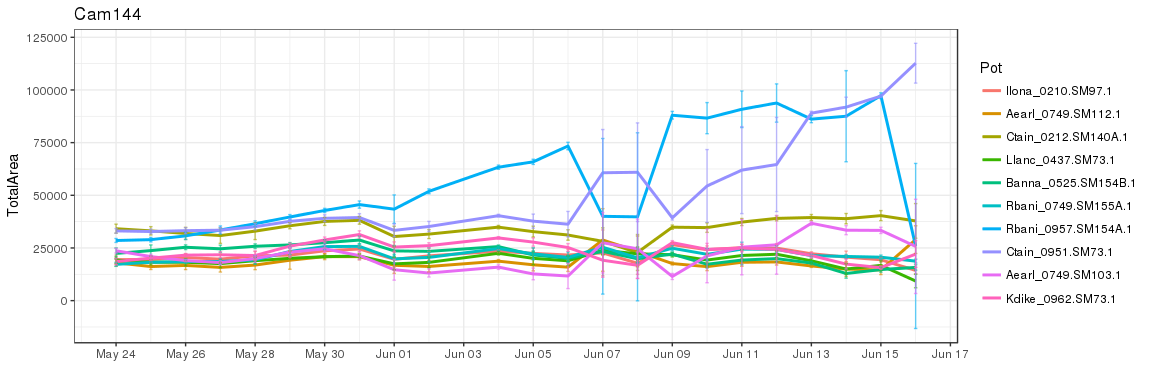 Cam144
TotalArea
125000
100000
75000
50000
25000
0
May 24 May 26 May 28 May 30 Jun 01 Jun 03 Jun 05 Jun 07 Jun 09 Jun 11 Jun 13 Jun 15 Jun 17
Pot
Ilona_0210.SM97.1
Aearl_0749.SM112.1
Ctain_0212.SM140A.1
Llanc_0437.SM73.1
Banna_0525.SM154B.1
Rbani_0749.SM155A.1
Rbani_0957.SM154A.1
Ctain_0951.SM73.1
Aearl_0749.SM103.1
Kdike_0962.SM73.1